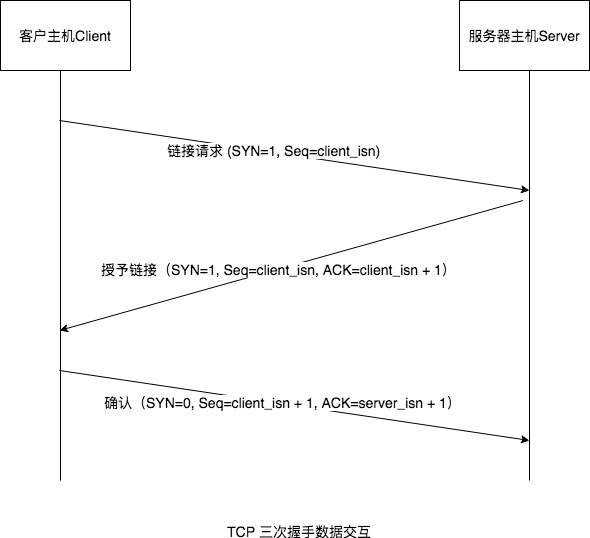 客户主机Client
服务器主机Server
链接请求 (SYN=1, Seq=client_isn)
授予链接（SYN=1, Seq=client_isn, ACK=client_isn + 1）
确认（SYN=0, Seq=client_isn + 1, ACK=server_isn + 1）
TCP 三次握手数据交互